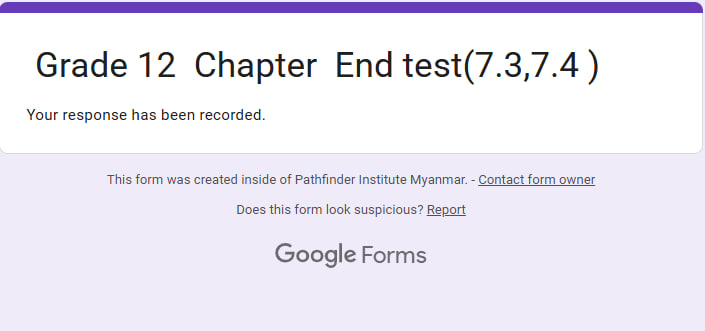 Grade 12 Chapter End test(7.3,7.4 )
Your response has been recorded.
This form was created inside of Pathfinder Institute Myanmar. - Contact form owner
Does this form look suspicious? Report
Google Forms